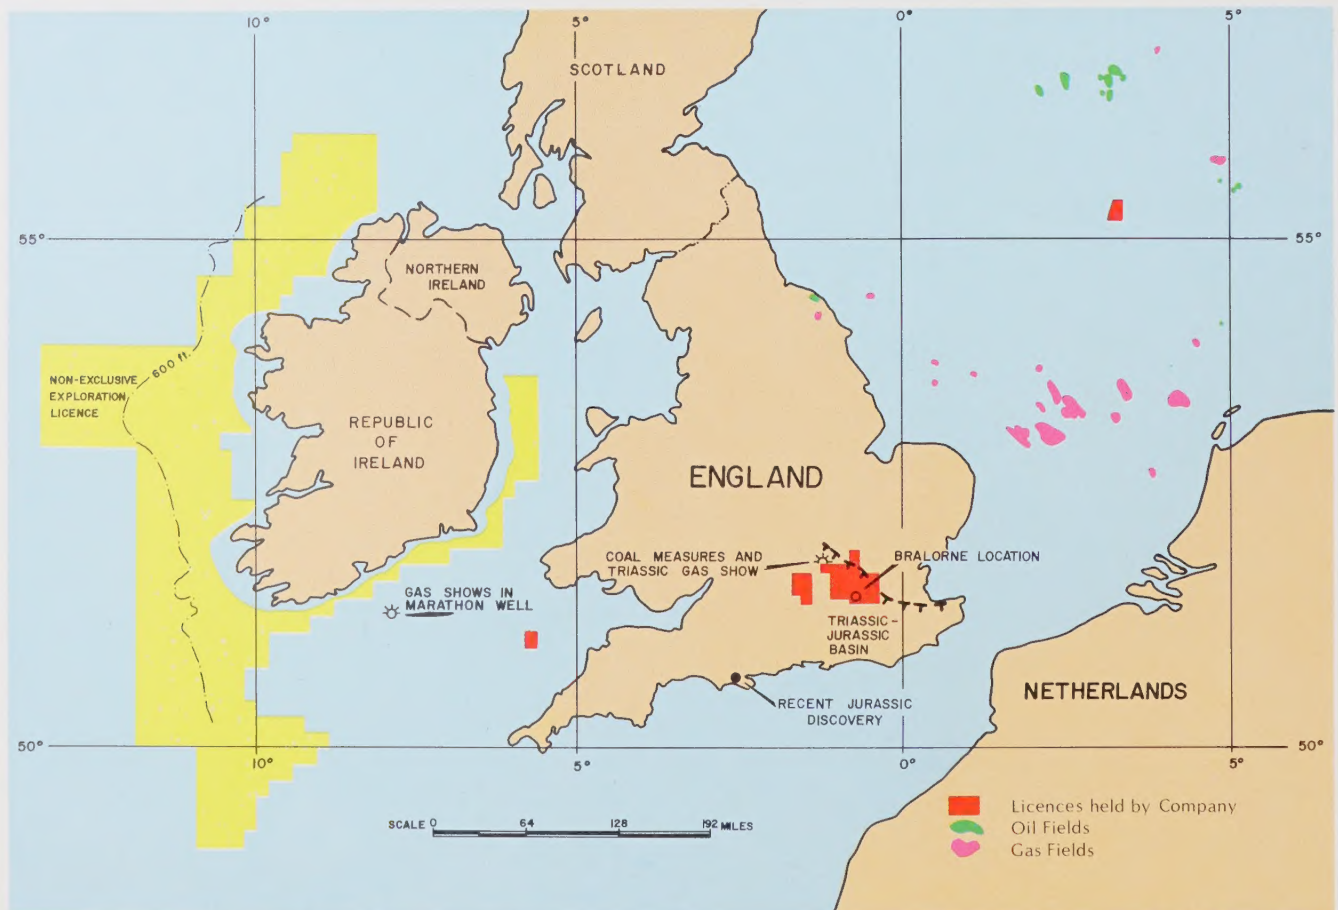 10°
5°
0°
5°
SCOTLAND
55°
55°
NORTHERN
IRELAND
600 ft.
NON-EXCLUSIVE
EXPLORATION
LICENCE
REPUBLIC
OF
IRELAND
ENGLAND
COAL MEASURES AND
TRIASSIC GAS SHOW
BRALORNE LOCATION
GAS SHOWS IN
MARATHON WELL
TRIASSIC-
JURASSIC
BASIN
NETHERLANDS
RECENT JURASSIC
DISCOVERY
50°
50°
10°
5°
0°
5°
SCALE 0 64 128 192 MILES
Licences held by Company
Oil Fields
Gas Fields